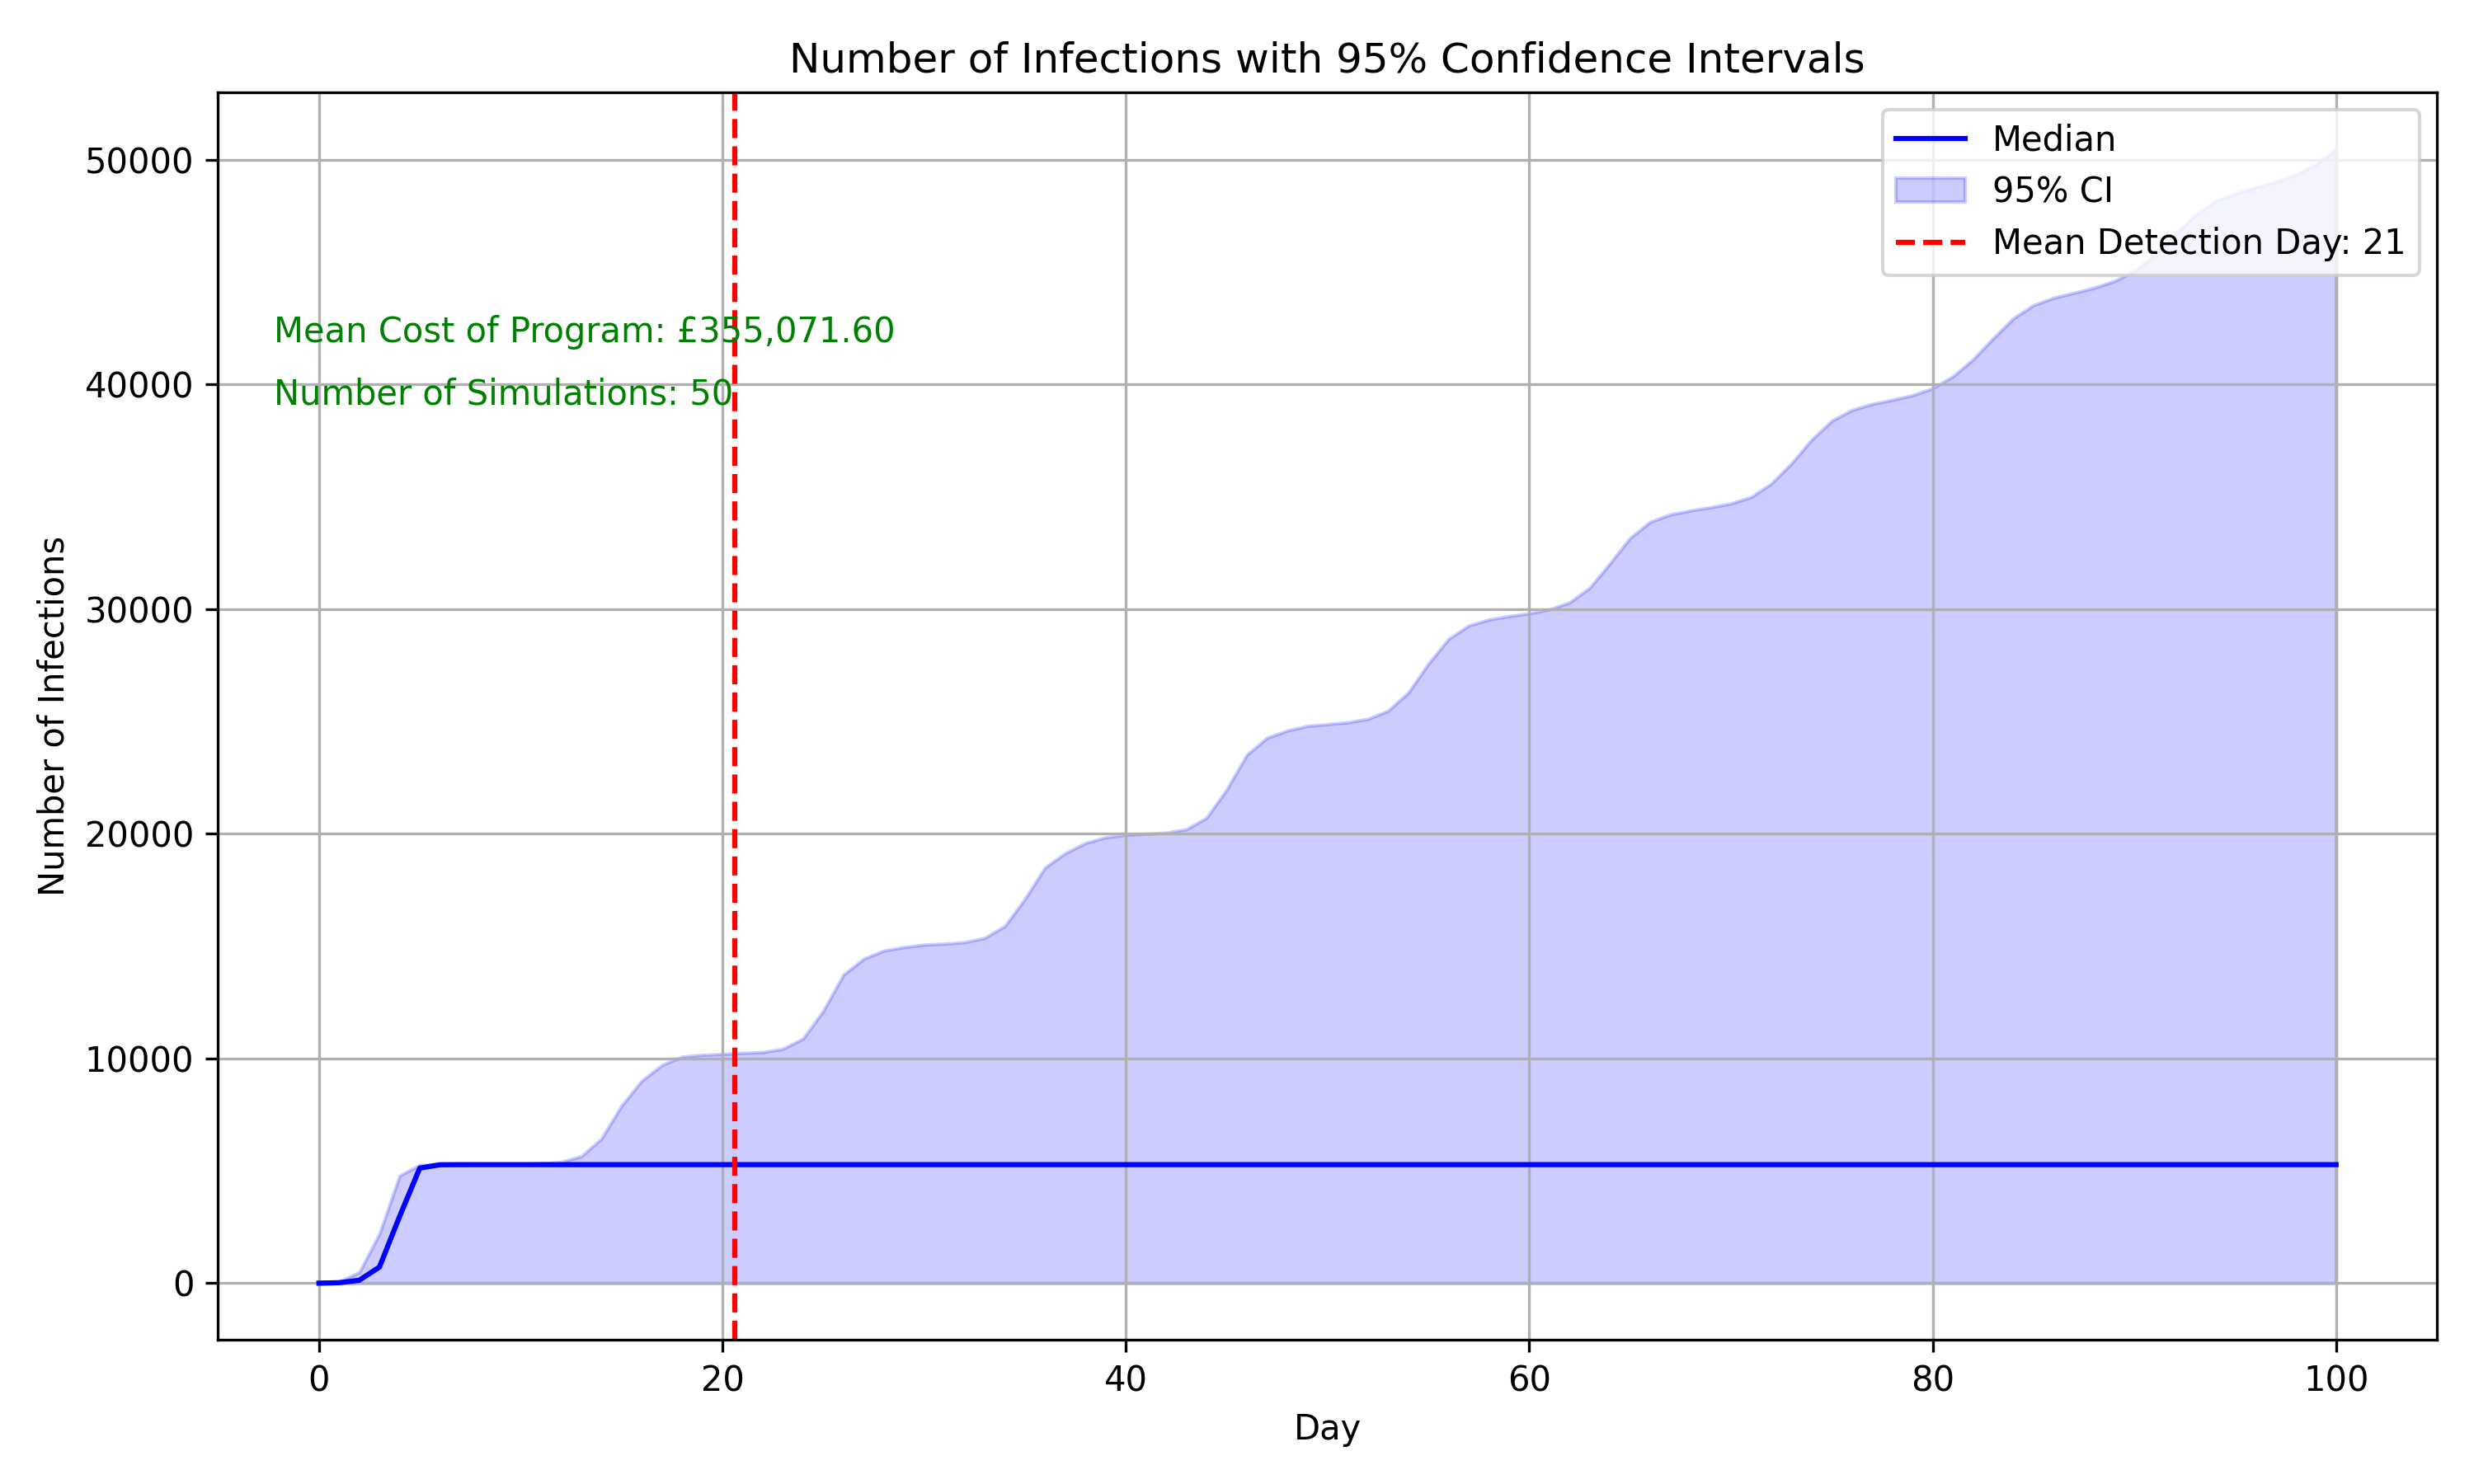 Number of Infections with 95% Confidence Intervals
Median
95% CI
Mean Detection Day: 21
Mean Cost of Program: £355,071.60
Number of Simulations: 50
Number of Infections
50000
40000
30000
20000
10000
0
0 20 40 60 80 100
Day